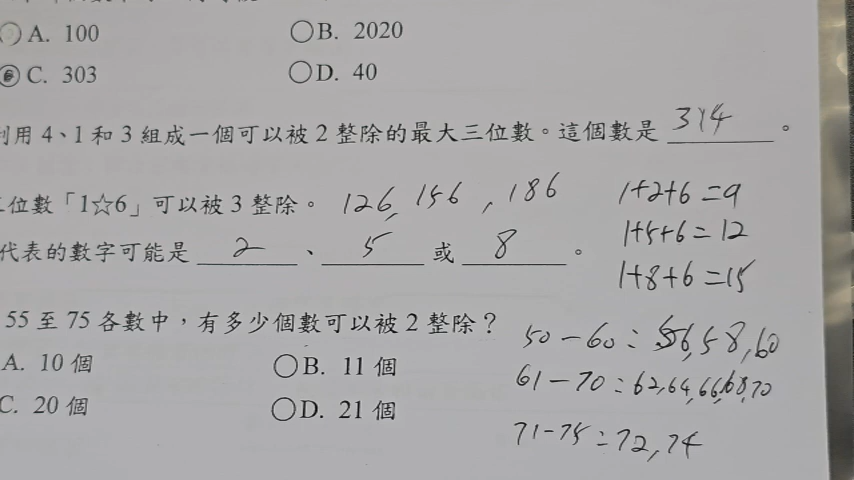 A. 100 B. 2020
C. 303 D. 40
利用 4、1 和 3 組成一個可以被 2 整除的最大三位數。這個數是 314 。
位數「1☆6」可以被 3 整除。 126, 156, 186 1+2+6=9
代表的數字可能是 2 、 5 或 8 。 1+5+6=12
1+8+6=15
55 至 75 各數中，有多少個數可以被 2 整除？ 50-60: 56,58,60
A. 10 個 B. 11 個 61-70:62,64,66,68,70
C. 20 個 D. 21 個 71-75:72,74